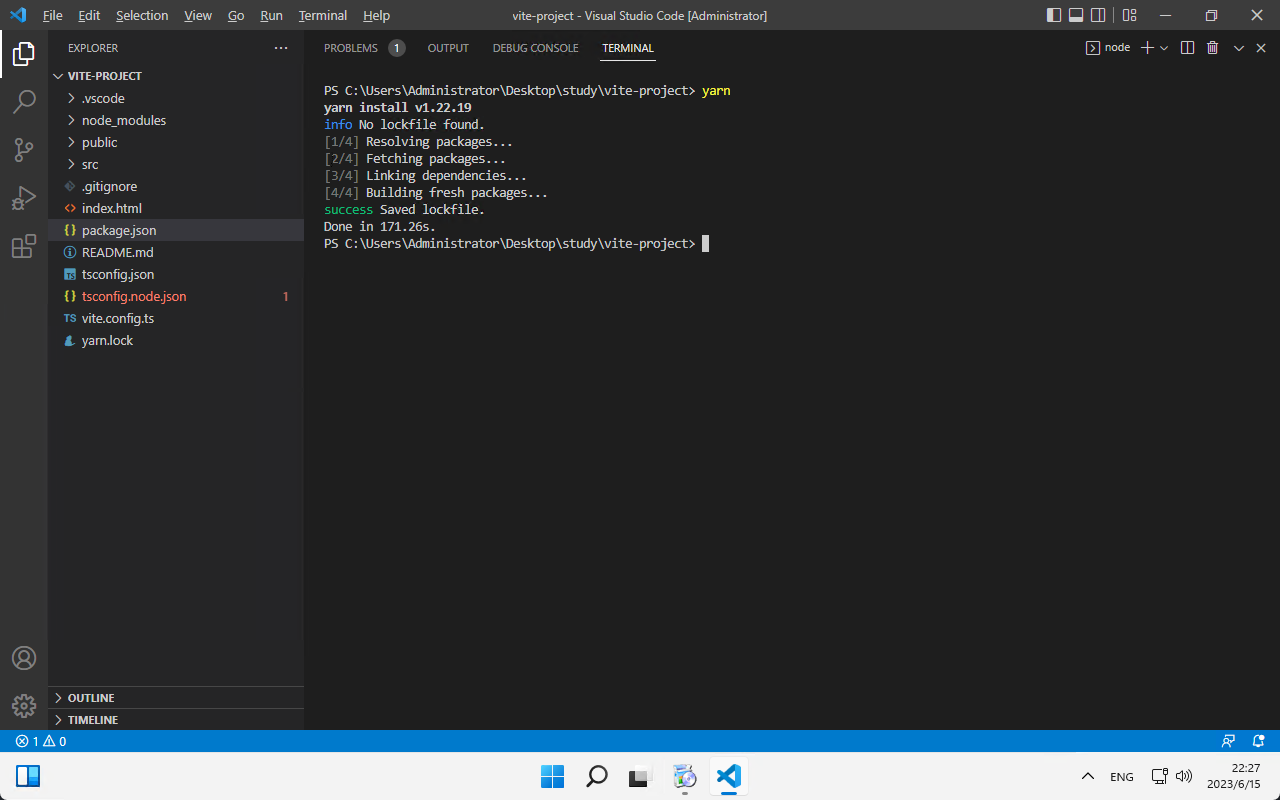 File Edit Selection View Go Run Terminal Help vite-project - Visual Studio Code [Administrator]
EXPLORER
VITE-PROJECT
.vscode
node_modules
public
src
.gitignore
index.html
package.json
README.md
tsconfig.json
tsconfig.node.json 1
vite.config.ts
yarn.lock
OUTLINE
TIMELINE
PROBLEMS 1 OUTPUT DEBUG CONSOLE TERMINAL node
PS C:\Users\Administrator\Desktop\study\vite-project> yarn
yarn install v1.22.19
info No lockfile found.
[1/4] Resolving packages...
[2/4] Fetching packages...
[3/4] Linking dependencies...
[4/4] Building fresh packages...
success Saved lockfile.
Done in 171.26s.
PS C:\Users\Administrator\Desktop\study\vite-project>
1 0
ENG
22:27
2023/6/15